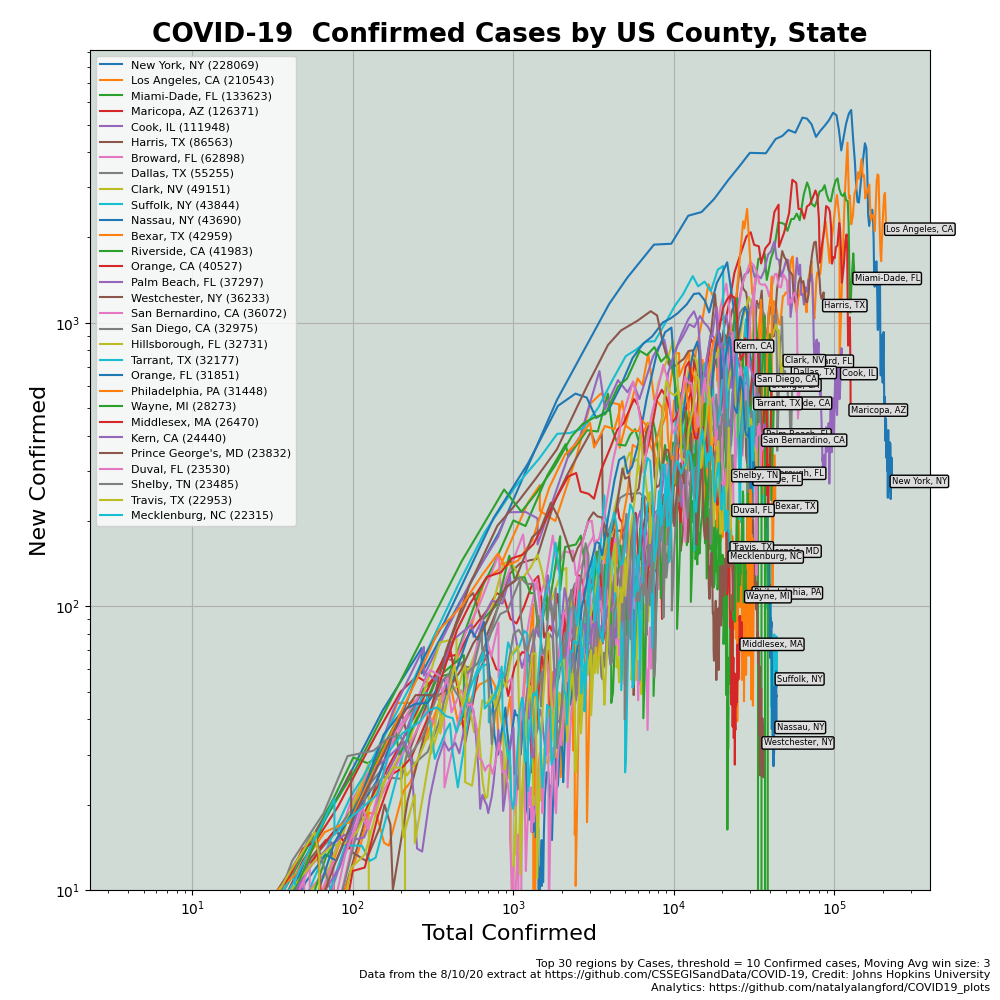 COVID-19  Confirmed Cases by US County, State
New York, NY (228069)
Los Angeles, CA (210543)
Miami-Dade, FL (133623)
Maricopa, AZ (126371)
Cook, IL (111948)
Harris, TX (86563)
Broward, FL (62898)
Dallas, TX (55255)
Clark, NV (49151)
Suffolk, NY (43844)
Nassau, NY (43690)
Bexar, TX (42959)
Riverside, CA (41983)
Orange, CA (40527)
Palm Beach, FL (37297)
Westchester, NY (36233)
San Bernardino, CA (36072)
San Diego, CA (32975)
Hillsborough, FL (32731)
Tarrant, TX (32177)
Orange, FL (31851)
Philadelphia, PA (31448)
Wayne, MI (28273)
Middlesex, MA (26470)
Kern, CA (24440)
Prince George's, MD (23832)
Duval, FL (23530)
Shelby, TN (23485)
Travis, TX (22953)
Mecklenburg, NC (22315)
Los Angeles, CA
Miami-Dade, FL
Harris, TX
Kern, CA
Clark, NV
Dallas, TX
Cook, IL
San Diego, CA
Tarrant, TX
Maricopa, AZ
San Bernardino, CA
Shelby, TN
New York, NY
Duval, FL
Bexar, TX
Travis, TX
Mecklenburg, NC
Wayne, MI
Middlesex, MA
Suffolk, NY
Nassau, NY
Westchester, NY
New Confirmed
10³
10²
10¹
10¹ 10² 10³ 10⁴ 10⁵
Total Confirmed
Top 30 regions by Cases, threshold = 10 Confirmed cases, Moving Avg win size: 3
Data from the 8/10/20 extract at https://github.com/CSSEGISandData/COVID-19, Credit: Johns Hopkins University
Analytics: https://github.com/natalyalangford/COVID19_plots